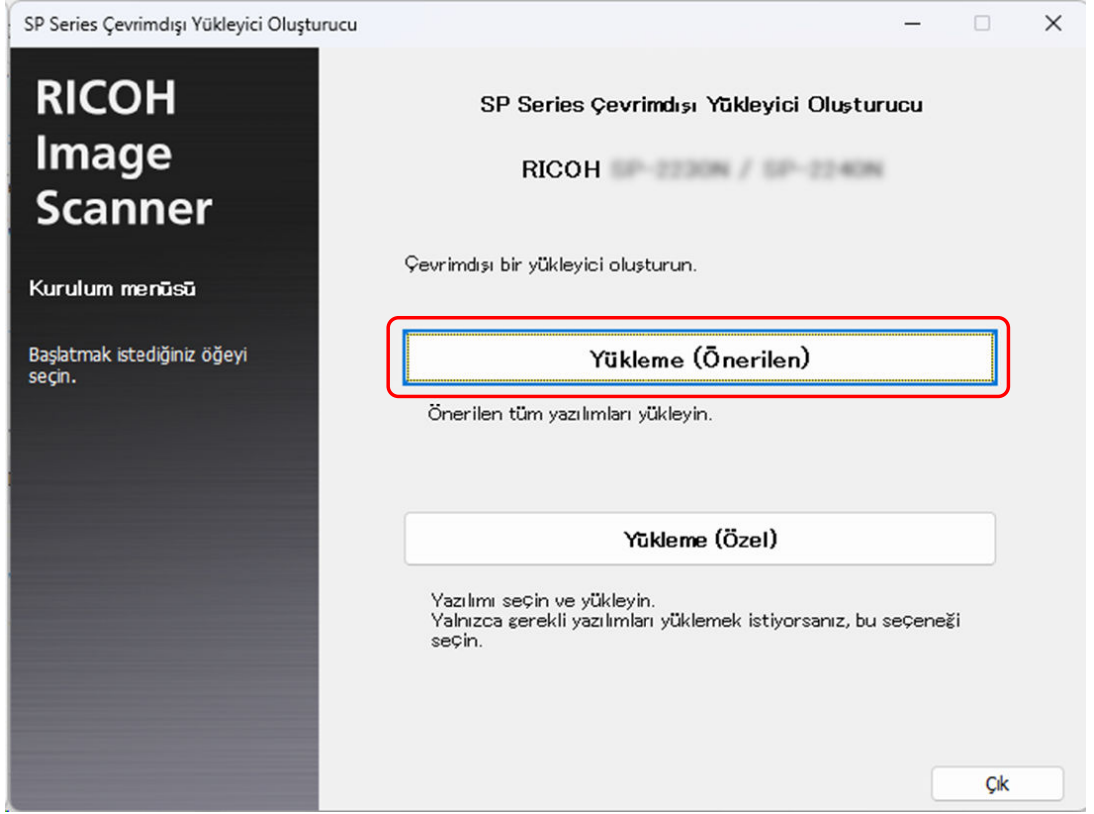 SP Series Çevrimdışı Yükleyici Oluşturucu
RICOH
Image
Scanner
Kurulum menüsü
Başlatmak istediğiniz öğeyi
seçin.
SP Series Çevrimdışı Yükleyici Oluşturucu
RICOH
Çevrimdışı bir yükleyici oluşturun.
Yükleme (Önerilen)
Önerilen tüm yazılımları yükleyin.
Yükleme (Özel)
Yazılımı seçin ve yükleyin.
Yalnızca gerekli yazılımları yüklemek istiyorsanız, bu seçeneği
seçin.
Çık